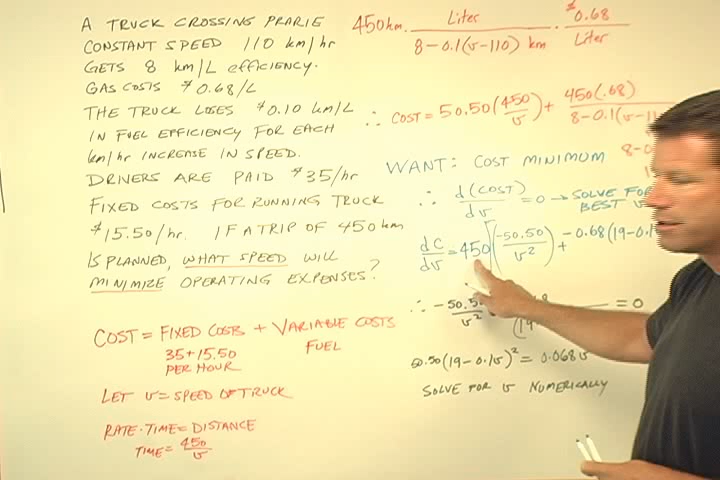 A TRUCK CROSSING PRARIE
CONSTANT SPEED 110 km/hr
GETS 8 km/L efficiency.
GAS COSTS $0.68/L
THE TRUCK LOSES $0.10 km/L
IN FUEL EFFICIENCY FOR EACH
km/hr INCREASE IN SPEED.
DRIVERS ARE PAID $35/hr
FIXED COSTS FOR RUNNING TRUCK
$15.50/hr. IF A TRIP OF 450 km
IS PLANNED, WHAT SPEED WILL
MINIMIZE OPERATING EXPENSES?
COST = FIXED COSTS + VARIABLE COSTS
35+15.50 FUEL
PER HOUR
LET v = SPEED OF TRUCK
RATE·TIME = DISTANCE
TIME = 450/v
450 km · Liter/(8-0.1(v-110) km) · $0.68/Liter
∴ COST = 50.50(450/v) + 450(.68)/(8-0.1(v-11
WANT: COST MINIMUM
∴ d(COST)/dv = 0 → SOLVE FOR
BEST v
dC/dv = 450[(-50.50/v²) + -0.68(19-0.1
∴ -50.5 /v² (19 = 0
50.50(19-0.1v)² = 0.068v
SOLVE FOR v NUMERICALLY